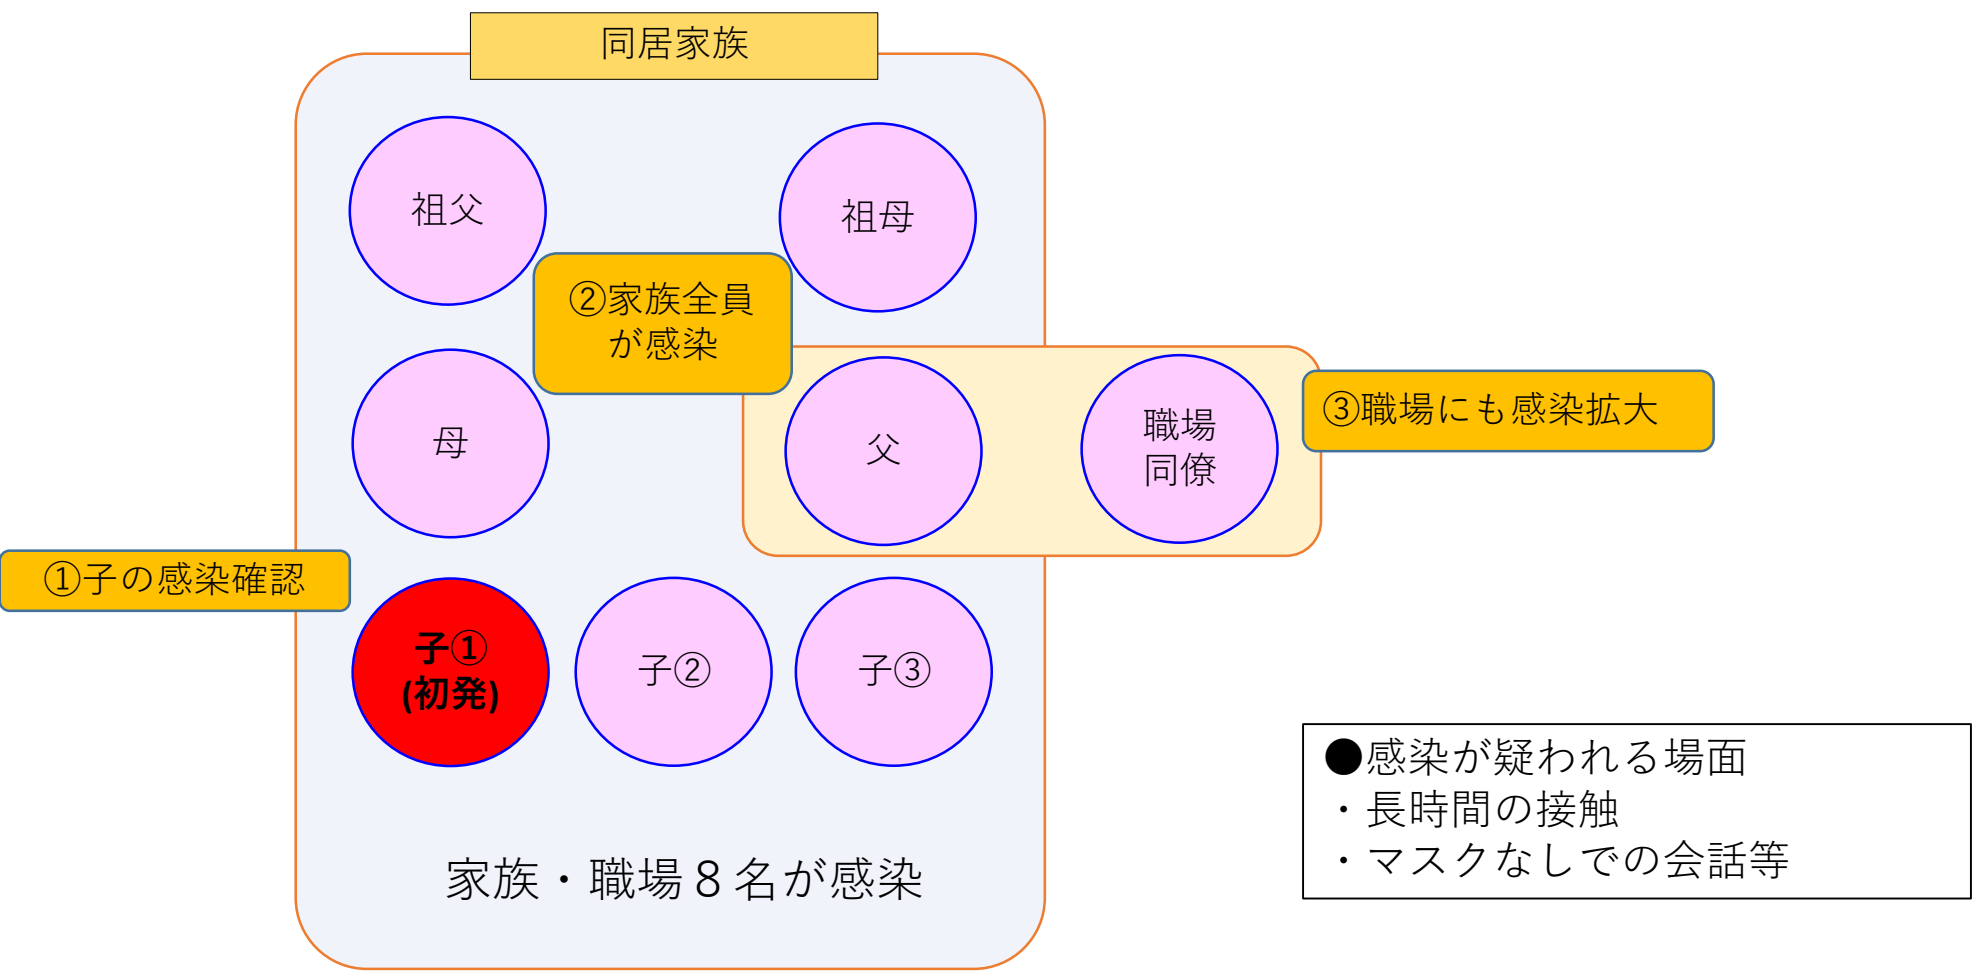 同居家族
祖父
祖母
②家族全員
が感染
母
父
職場
同僚
③職場にも感染拡大
①子の感染確認
子①
(初発)
子②
子③
家族・職場８名が感染
●感染が疑われる場面
・長時間の接触
・マスクなしでの会話等